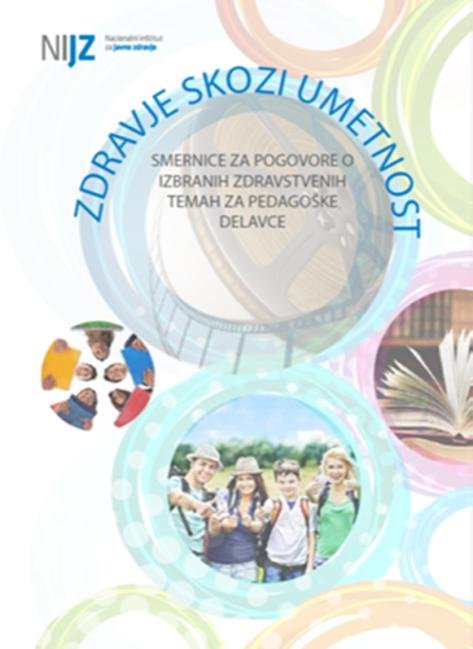 NIJZ
Nacionalni inštitut
za javno zdravje
ZDRAVJE SKOZI UMETNOST
SMERNICE ZA POGOVORE O
IZBRANIH ZDRAVSTVENIH
TEMAH ZA PEDAGOŠKE
DELAVCE